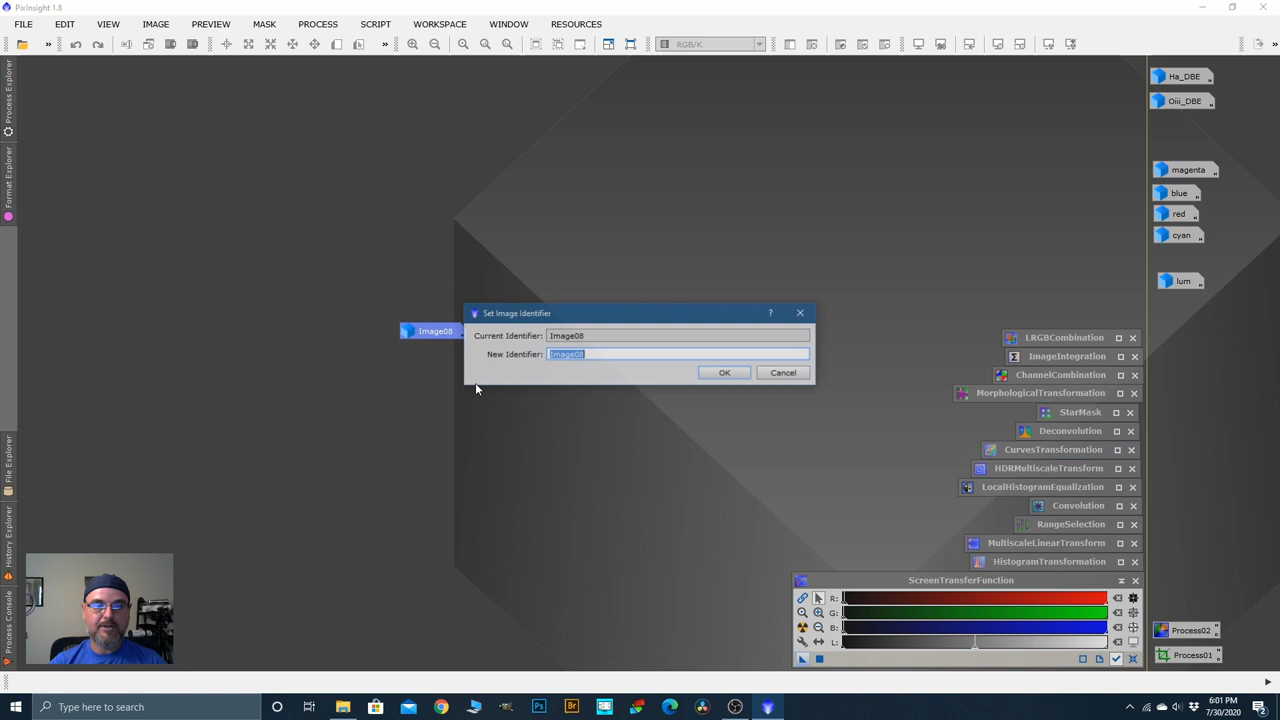 PixInsight 1.8
FILE EDIT VIEW IMAGE PREVIEW MASK PROCESS SCRIPT WORKSPACE WINDOW RESOURCES
RGB/K
Process Explorer
Format Explorer
File Explorer
History Explorer
Process Console
Ha_DBE
Oiii_DBE
magenta
blue
red
cyan
lum
Image08
Set Image Identifier
Current Identifier: Image08
New Identifier: Image08
OK Cancel
LRGBCombination
ImageIntegration
ChannelCombination
MorphologicalTransformation
StarMask
Deconvolution
CurvesTransformation
HDRMultiscaleTransform
LocalHistogramEqualization
Convolution
RangeSelection
MultiscaleLinearTransform
HistogramTransformation
ScreenTransferFunction
R:
G:
B:
L:
Process02
Process01
Type here to search
Ps
Br
6:01 PM
7/30/2020